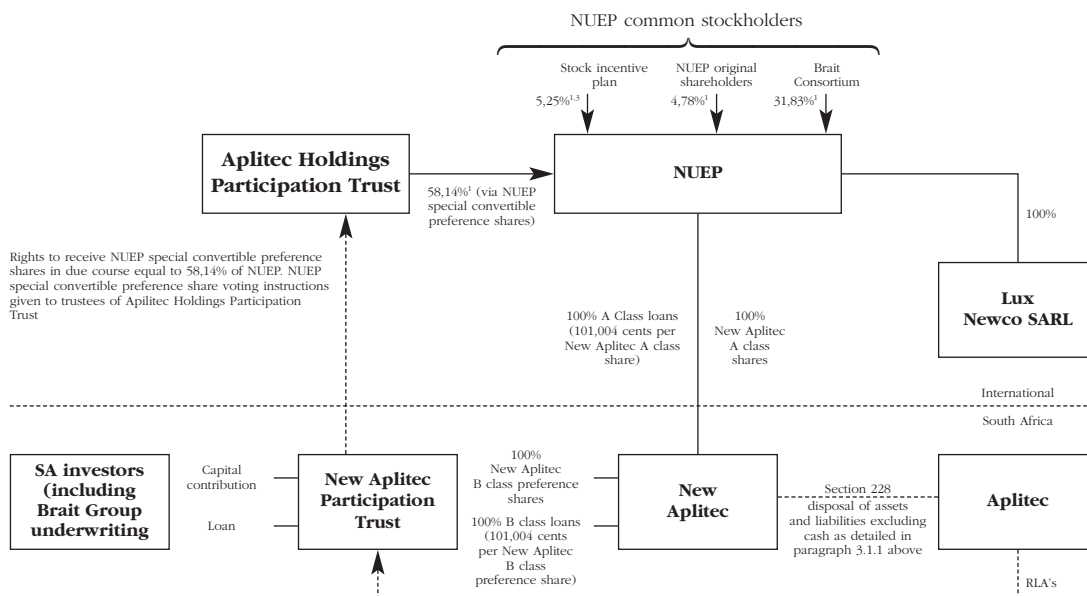 NUEP common stockholders
Stock incentive
plan
NUEP original
shareholders
Brait
Consortium
5,25%1,3
4,78%1
31,83%1
Aplitec Holdings
Participation Trust
NUEP
58,14%1 (via NUEP
special convertible
preference shares)
100%
Rights to receive NUEP special convertible preference
shares in due course equal to 58,14% of NUEP. NUEP
special convertible preference share voting instructions
given to trustees of Apilitec Holdings Participation
Trust
Lux
Newco SARL
100% A Class loans
(101,004 cents per
New Aplitec A class
share)
100%
New Aplitec
A class
shares
International
South Africa
SA investors
(including
Brait Group
underwriting
Capital
contribution
Loan
New Aplitec
Participation
Trust
100%
New Aplitec
B class preference
shares
100% B class loans
(101,004 cents
per New Aplitec
B class
preference share)
New
Aplitec
Section 228
disposal of assets
and liabilities excluding
cash as detailed in
paragraph 3.1.1 above
Aplitec
RLA's